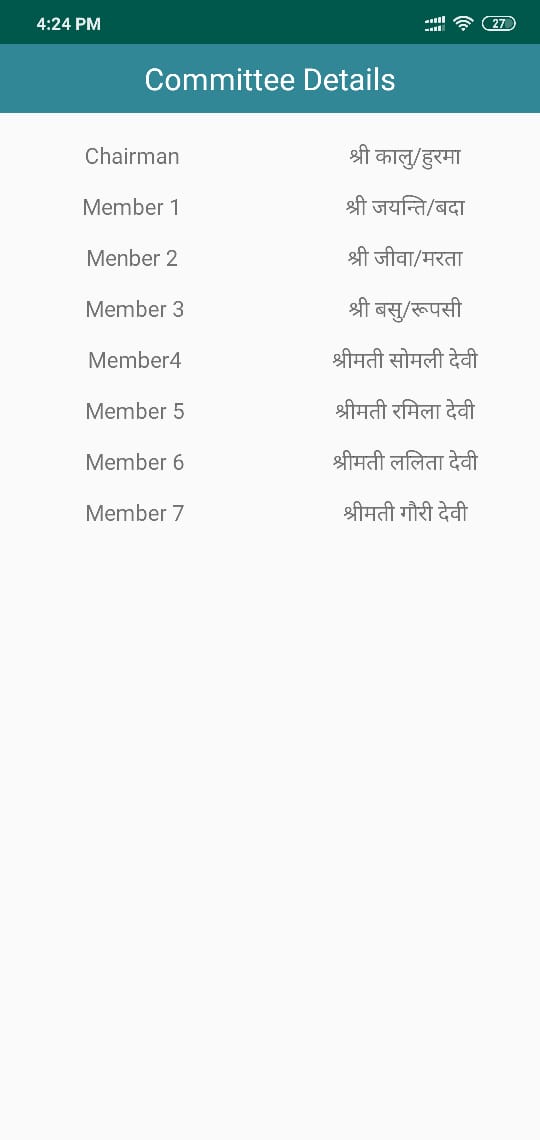 4:24 PM 27
Committee Details
Chairman श्री कालु/हुरमा
Member 1 श्री जयन्ति/बदा
Menber 2 श्री जीवा/मरता
Member 3 श्री बसु/रूपसी
Member4 श्रीमती सोमली देवी
Member 5 श्रीमती रमिला देवी
Member 6 श्रीमती ललिता देवी
Member 7 श्रीमती गौरी देवी